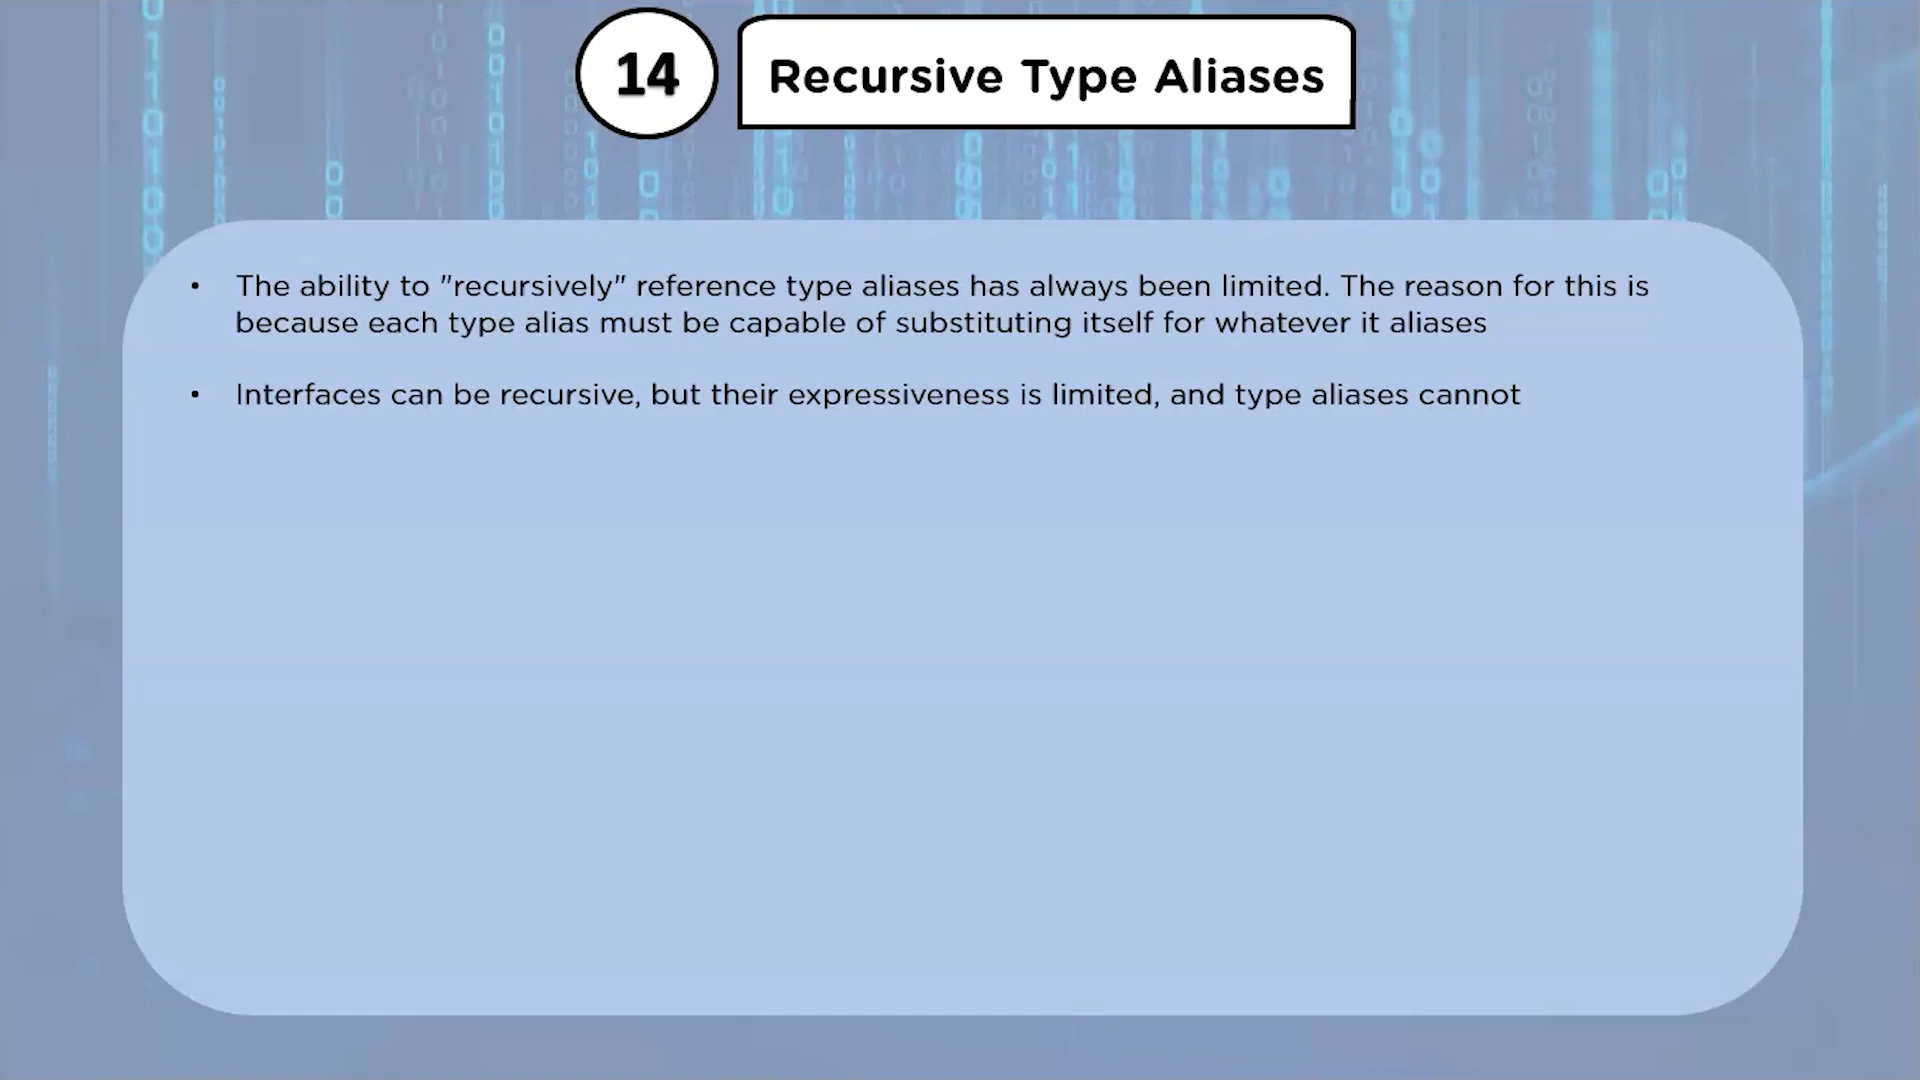 14
Recursive Type Aliases
• The ability to "recursively" reference type aliases has always been limited. The reason for this is
because each type alias must be capable of substituting itself for whatever it aliases
• Interfaces can be recursive, but their expressiveness is limited, and type aliases cannot